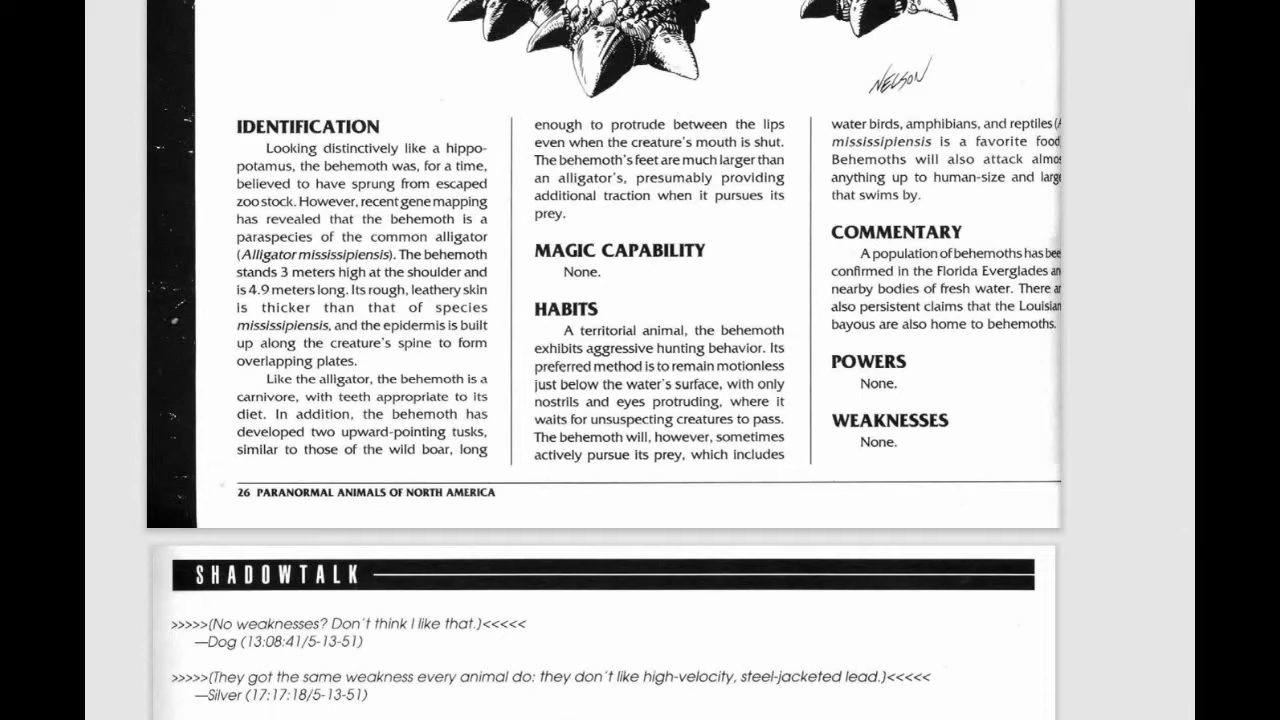 NELSON
IDENTIFICATION
Looking distinctively like a hippo-
potamus, the behemoth was, for a time,
believed to have sprung from escaped
zoo stock. However, recent gene mapping
has revealed that the behemoth is a
paraspecies of the common alligator
(Alligator mississipiensis). The behemoth
stands 3 meters high at the shoulder and
is 4.9 meters long. Its rough, leathery skin
is thicker than that of species
mississipiensis, and the epidermis is built
up along the creature's spine to form
overlapping plates.
Like the alligator, the behemoth is a
carnivore, with teeth appropriate to its
diet. In addition, the behemoth has
developed two upward-pointing tusks,
similar to those of the wild boar, long
enough to protrude between the lips
even when the creature's mouth is shut.
The behemoth's feet are much larger than
an alligator's, presumably providing
additional traction when it pursues its
prey.
MAGIC CAPABILITY
None.
HABITS
A territorial animal, the behemoth
exhibits aggressive hunting behavior. Its
preferred method is to remain motionless
just below the water's surface, with only
nostrils and eyes protruding, where it
waits for unsuspecting creatures to pass.
The behemoth will, however, sometimes
actively pursue its prey, which includes
water birds, amphibians, and reptiles (A
mississipiensis is a favorite food
Behemoths will also attack almos
anything up to human-size and large
that swims by.
COMMENTARY
A population of behemoths has bee
confirmed in the Florida Everglades an
nearby bodies of fresh water. There ar
also persistent claims that the Louisian
bayous are also home to behemoths.
POWERS
None.
WEAKNESSES
None.
26 PARANORMAL ANIMALS OF NORTH AMERICA
SHADOWTALK
>>>>>(No weaknesses? Don't think I like that.)<<<<<
—Dog (13:08:41/5-13-51)
>>>>>(They got the same weakness every animal do: they don't like high-velocity, steel-jacketed lead.)<<<<<
—Silver (17:17:18/5-13-51)